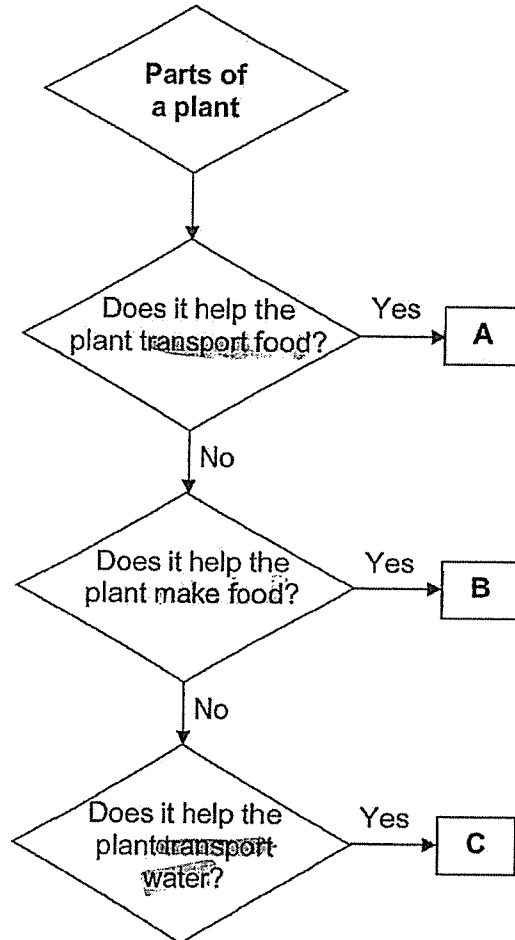 Parts of
a plant
Does it help the
plant transport food?
Yes
A
No
Does it help the
plant make food?
Yes
B
No
Does it help the
plant transport
water?
Yes
C